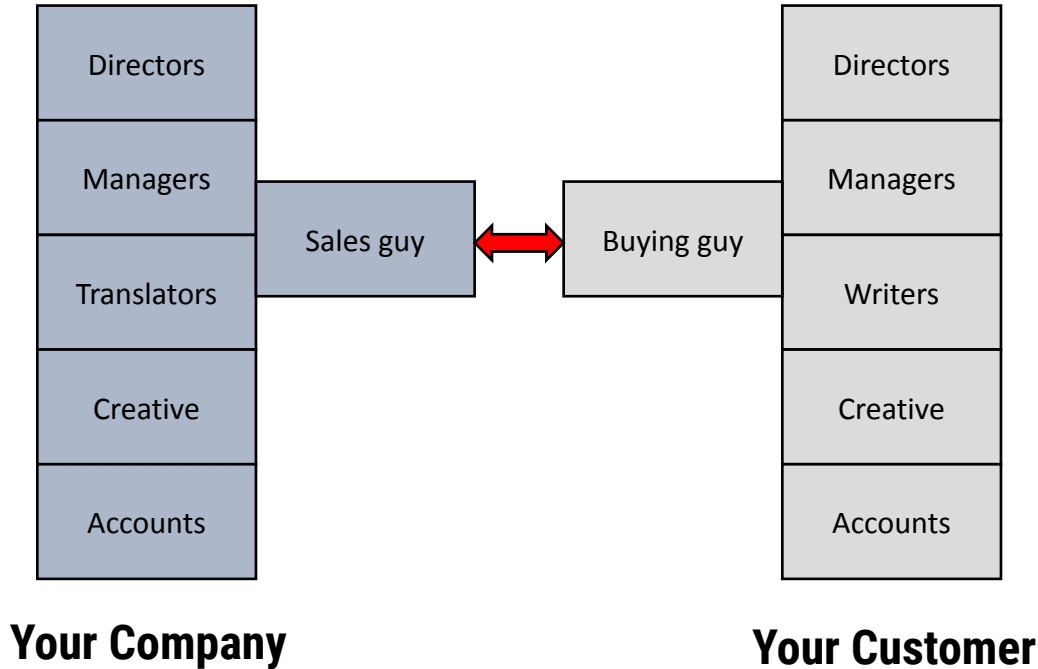 Directors
Managers
Translators
Creative
Accounts
Sales guy
Buying guy
Directors
Managers
Writers
Creative
Accounts
Your Company
Your Customer